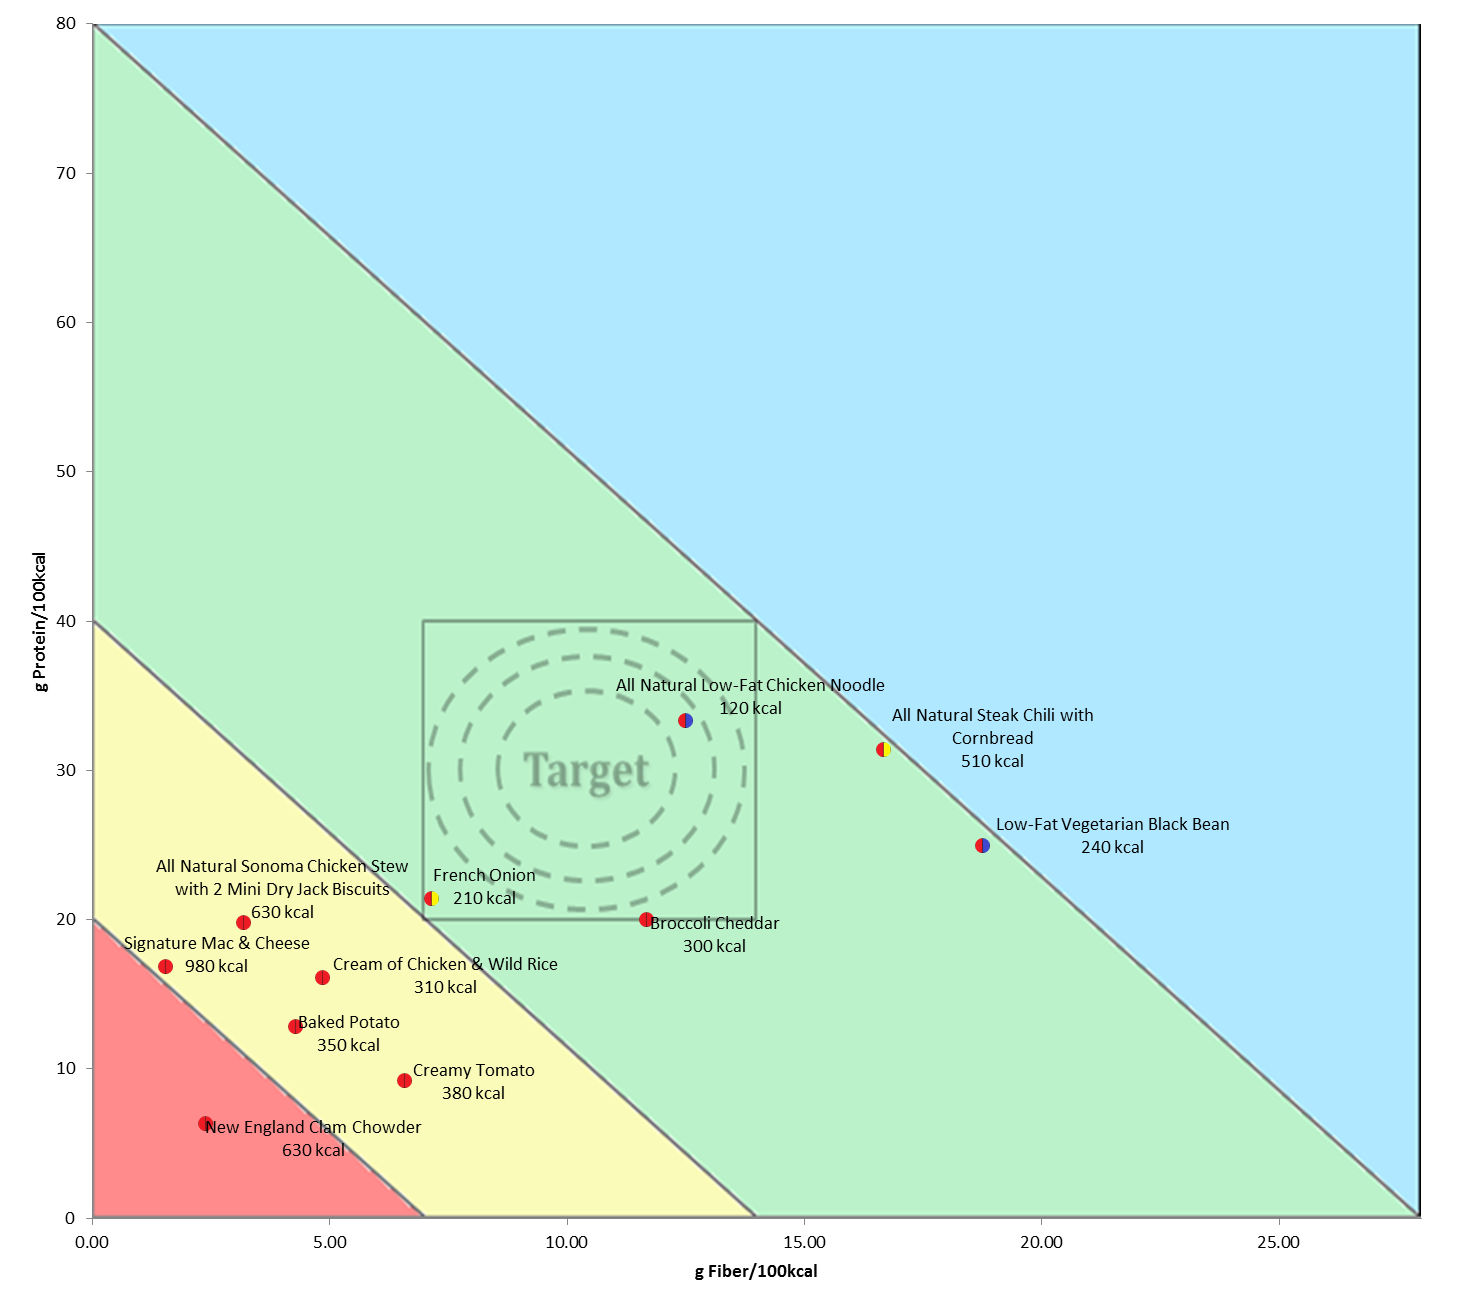 80
70
60
50
40
30
20
10
0
g Protein/100kcal
All Natural Low-Fat Chicken Noodle
120 kcal
All Natural Steak Chili with
Cornbread
510 kcal
Target
Low-Fat Vegetarian Black Bean
240 kcal
All Natural Sonoma Chicken Stew
with 2 Mini Dry Jack Biscuits
630 kcal
French Onion
210 kcal
Broccoli Cheddar
300 kcal
Signature Mac & Cheese
980 kcal
Cream of Chicken & Wild Rice
310 kcal
Baked Potato
350 kcal
Creamy Tomato
380 kcal
New England Clam Chowder
630 kcal
0.00
5.00
10.00
15.00
20.00
25.00
g Fiber/100kcal